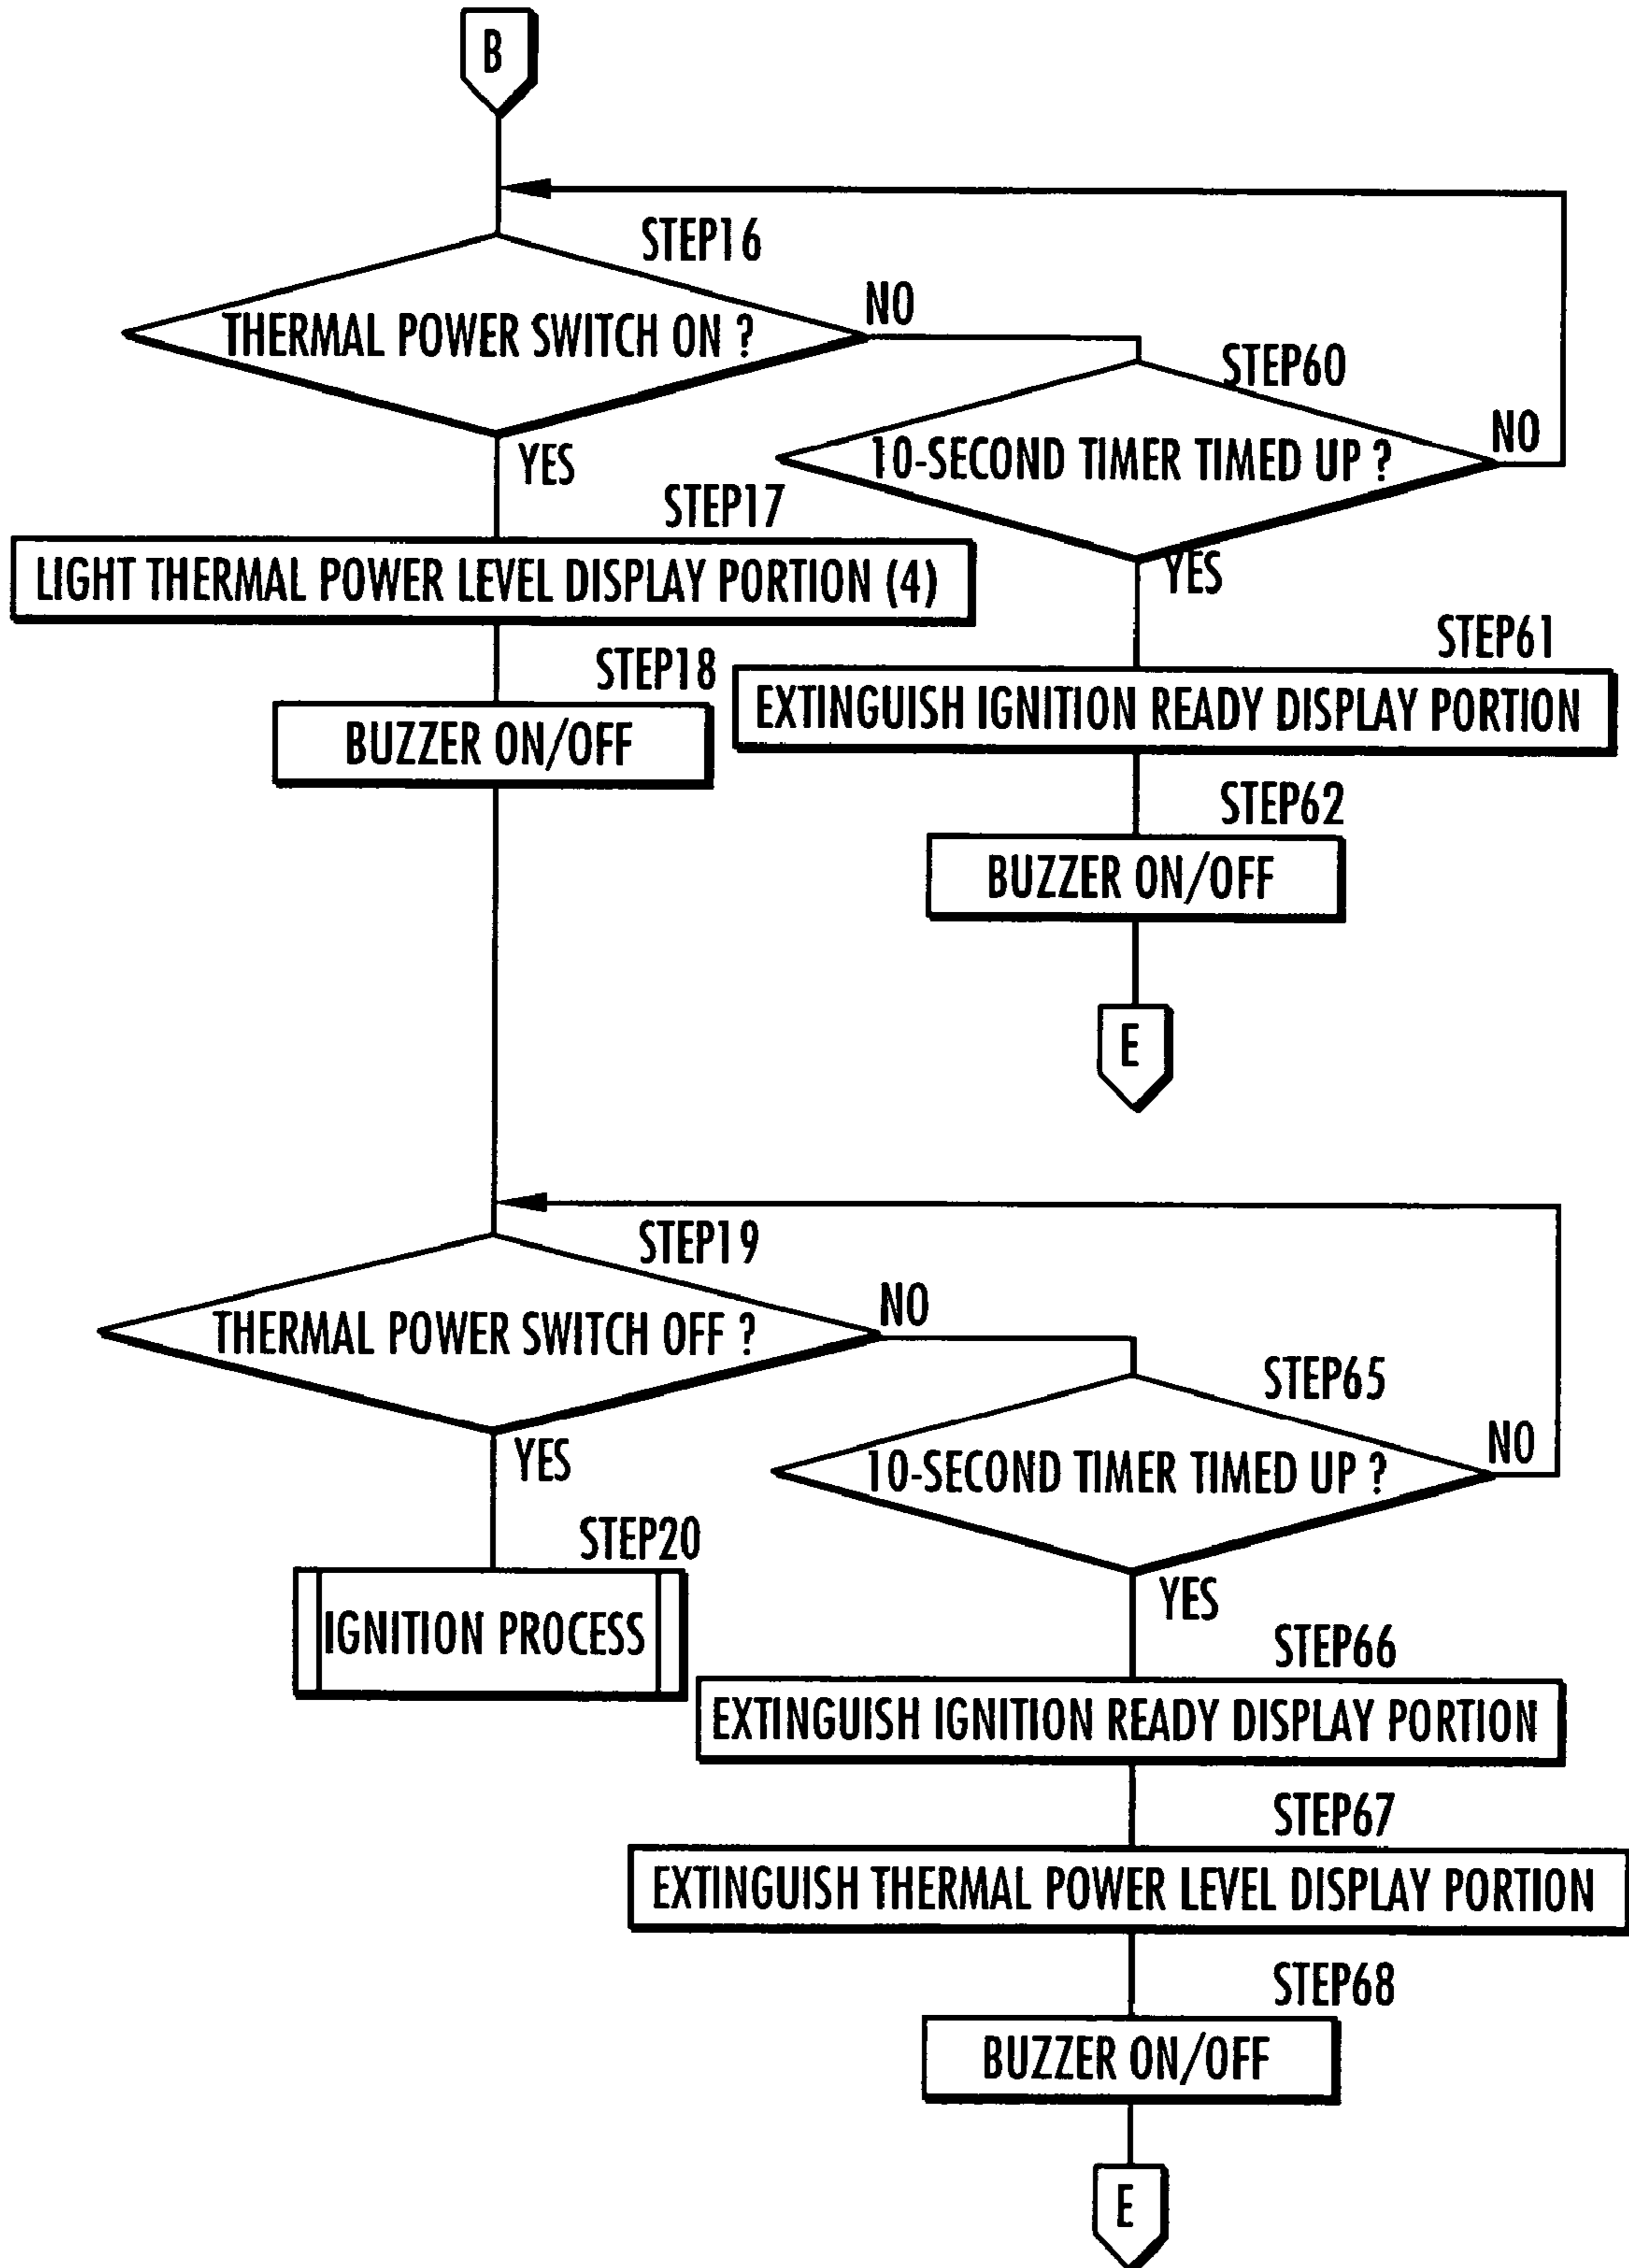 B
STEP16
THERMAL POWER SWITCH ON ?
NO
STEP60
10-SECOND TIMER TIMED UP ?
NO
YES
STEP17
LIGHT THERMAL POWER LEVEL DISPLAY PORTION (4)
YES
STEP61
EXTINGUISH IGNITION READY DISPLAY PORTION
STEP18
BUZZER ON/OFF
STEP62
BUZZER ON/OFF
E
STEP19
THERMAL POWER SWITCH OFF ?
NO
STEP65
10-SECOND TIMER TIMED UP ?
NO
YES
STEP20
IGNITION PROCESS
YES
STEP66
EXTINGUISH IGNITION READY DISPLAY PORTION
STEP67
EXTINGUISH THERMAL POWER LEVEL DISPLAY PORTION
STEP68
BUZZER ON/OFF
E